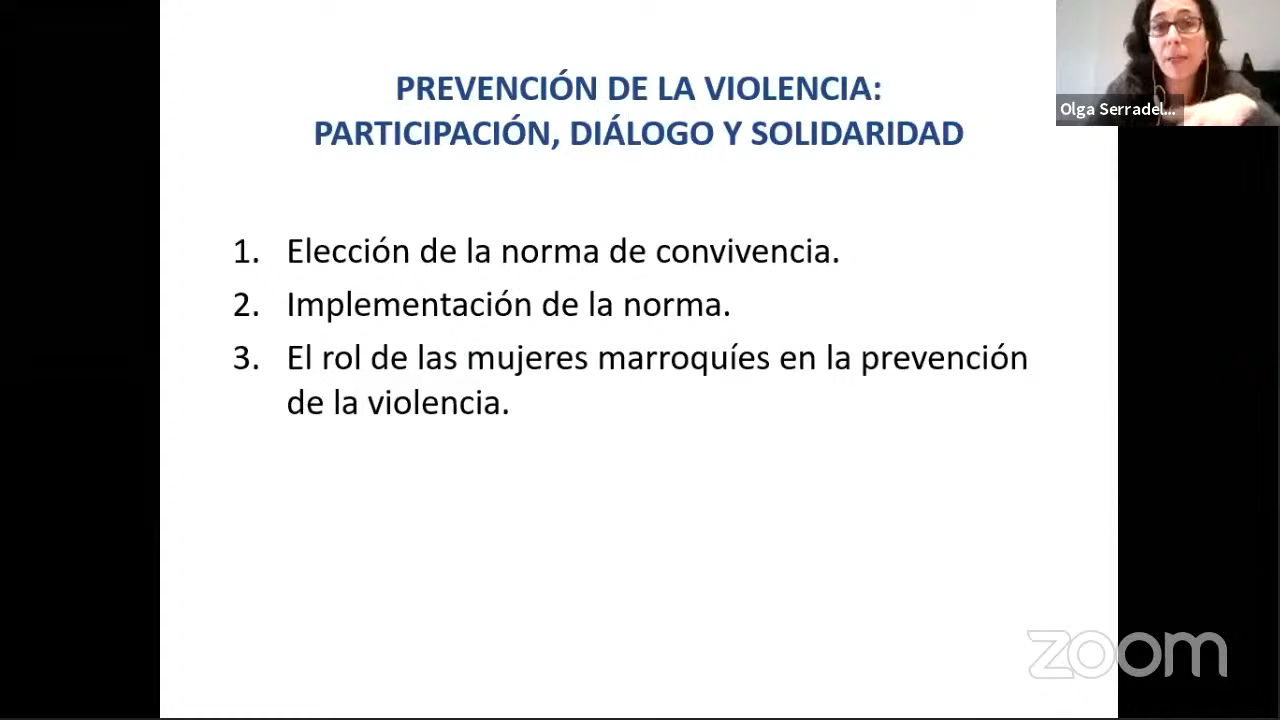 PREVENCIÓN DE LA VIOLENCIA:
PARTICIPACIÓN, DIÁLOGO Y SOLIDARIDAD
Olga Serradel...
1. Elección de la norma de convivencia.
2. Implementación de la norma.
3. El rol de las mujeres marroquíes en la prevención
de la violencia.
zoom